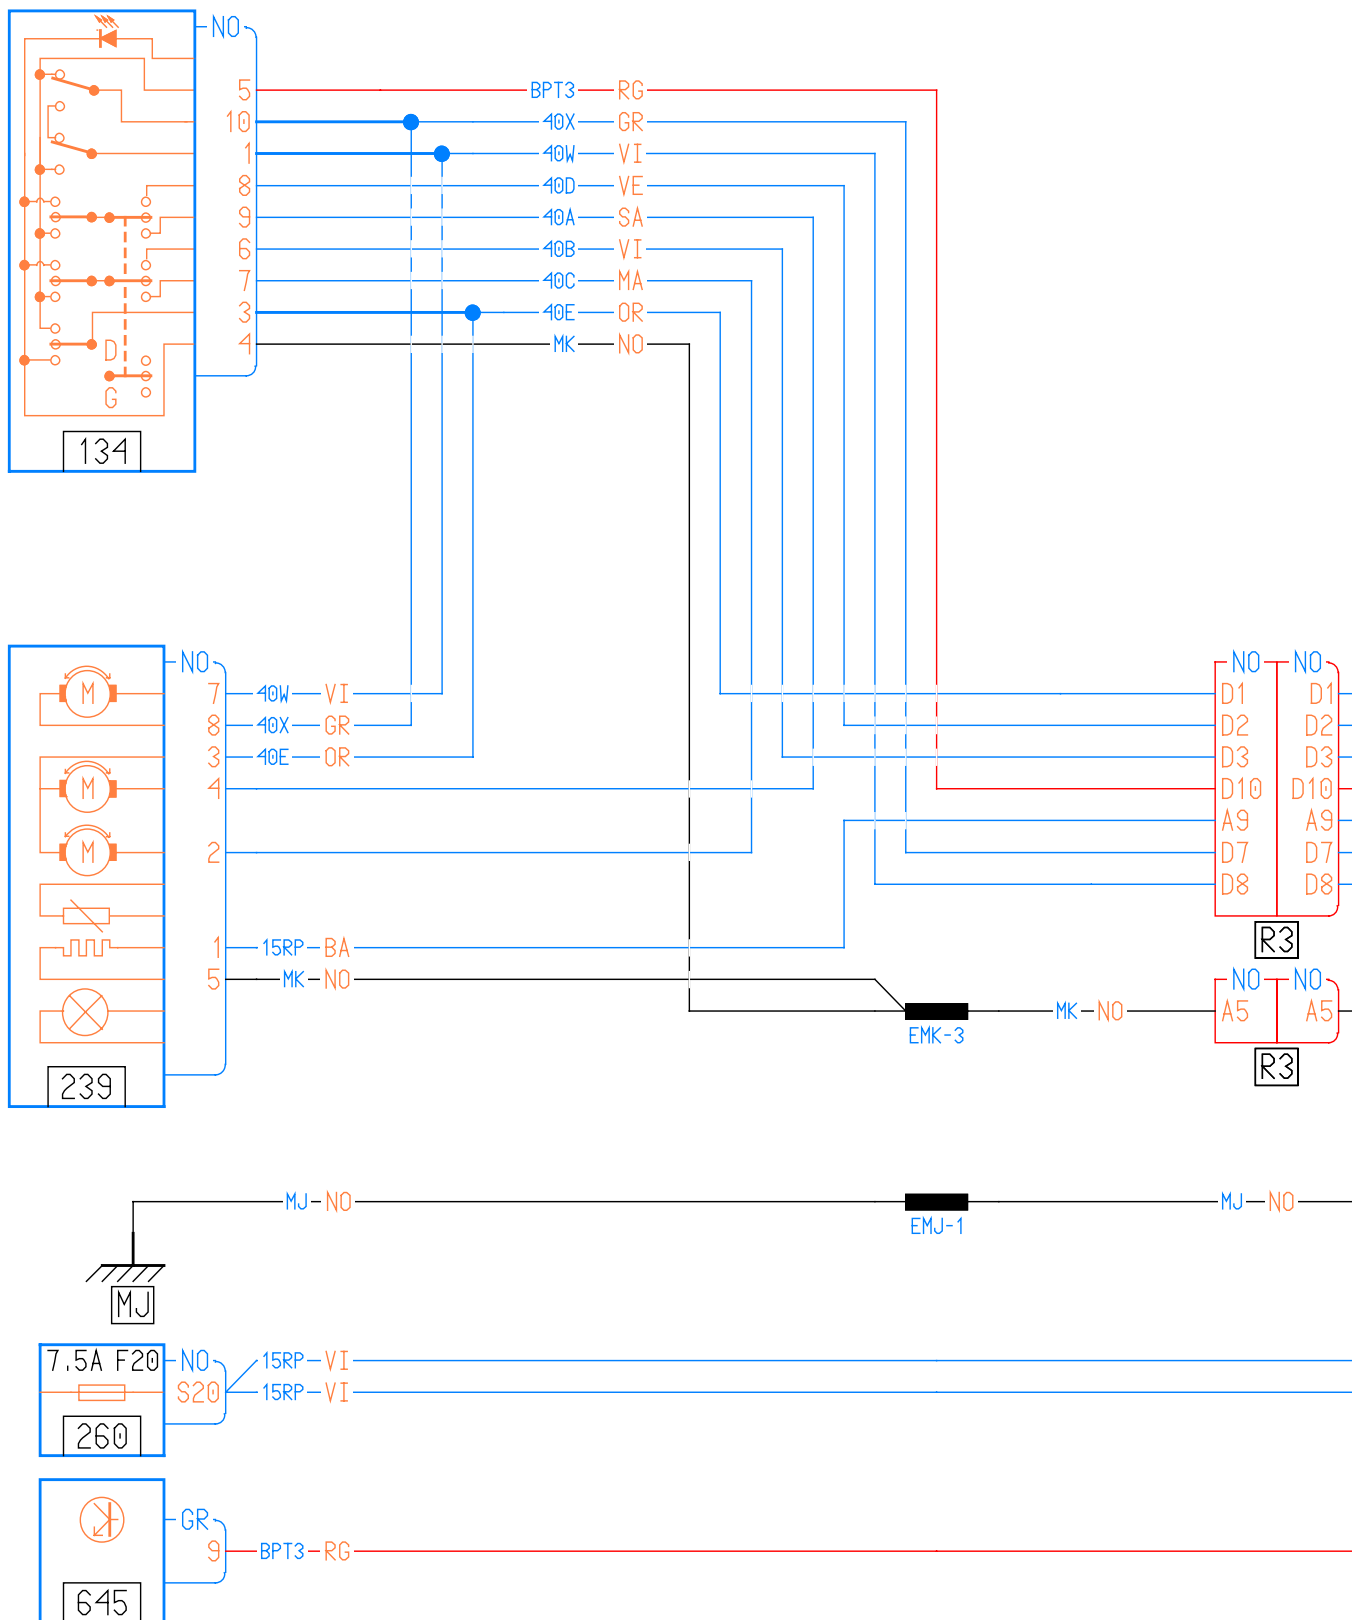 NO
5 BPT3 RG
10 40X GR
1 40W VI
8 40D VE
9 40A SA
6 40B VI
7 40C MA
3 40E OR
4 MK NO
D
G
134
NO NO NO
7 40W VI D1 D1
8 40X GR D2 D2
3 40E OR D3 D3
4 D10 D10
A9 A9
2 D7 D7
D8 D8
M
M
M
1 15RP BA R3
5 MK NO NO NO
MK NO A5 A5
EMK-3
R3
239
MJ NO MJ NO
EMJ-1
MJ
7.5A F20 NO 15RP VI
S20 15RP VI
260
GR
9 BPT3 RG
645